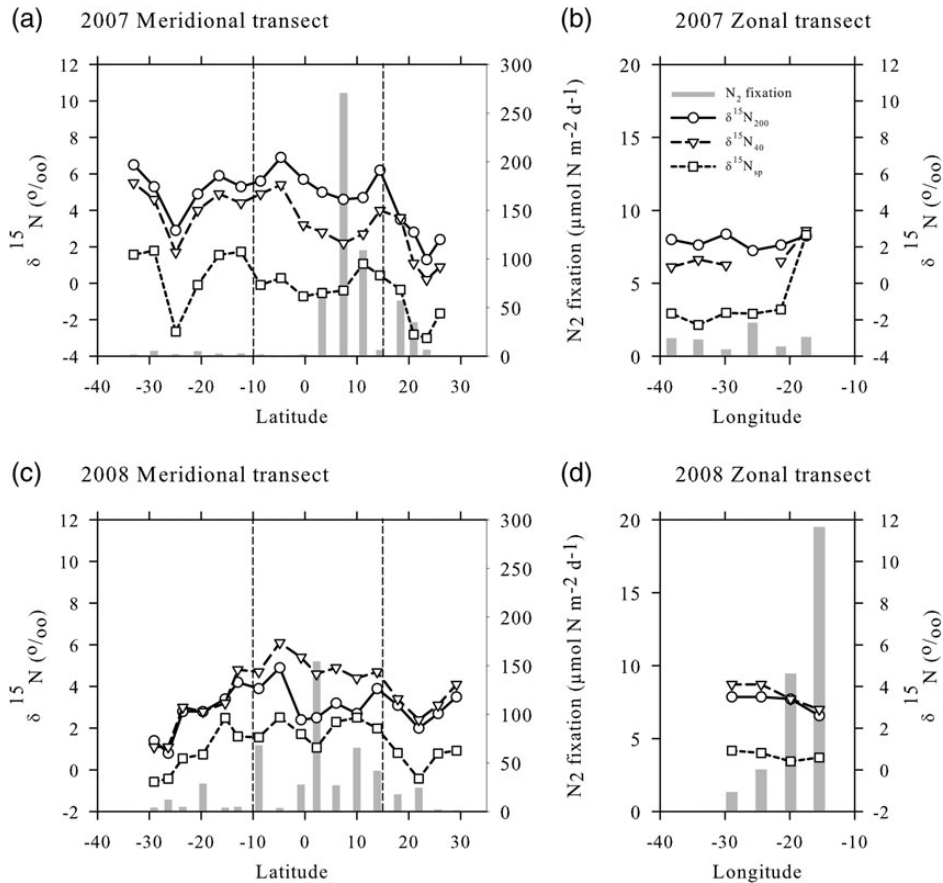 (a) 2007 Meridional transect
12
10
8
6
4
2
0
-2
-4
δ ¹⁵N (º/oo)
300
250
200
150
100
50
0
-40 -30 -20 -10 0 10 20 30
Latitude
(b) 2007 Zonal transect
N2 fixation (µmol N m-2 d-1)
20
15
10
5
0
N₂ fixation
δ¹⁵N₂₀₀
δ¹⁵N₄₀
δ¹⁵Nsp
12
10
8
6
4
2
0
-2
-4
δ ¹⁵N (º/oo)
-40 -30 -20 -10
Longitude
(c) 2008 Meridional transect
12
10
8
6
4
2
0
-2
δ ¹⁵N (º/oo)
300
250
200
150
100
50
0
-40 -30 -20 -10 0 10 20 30
Latitude
(d) 2008 Zonal transect
N2 fixation (µmol N m-2 d-1)
20
15
10
5
0
12
10
8
6
4
2
0
-2
δ ¹⁵N (º/oo)
-40 -30 -20 -10
Longitude